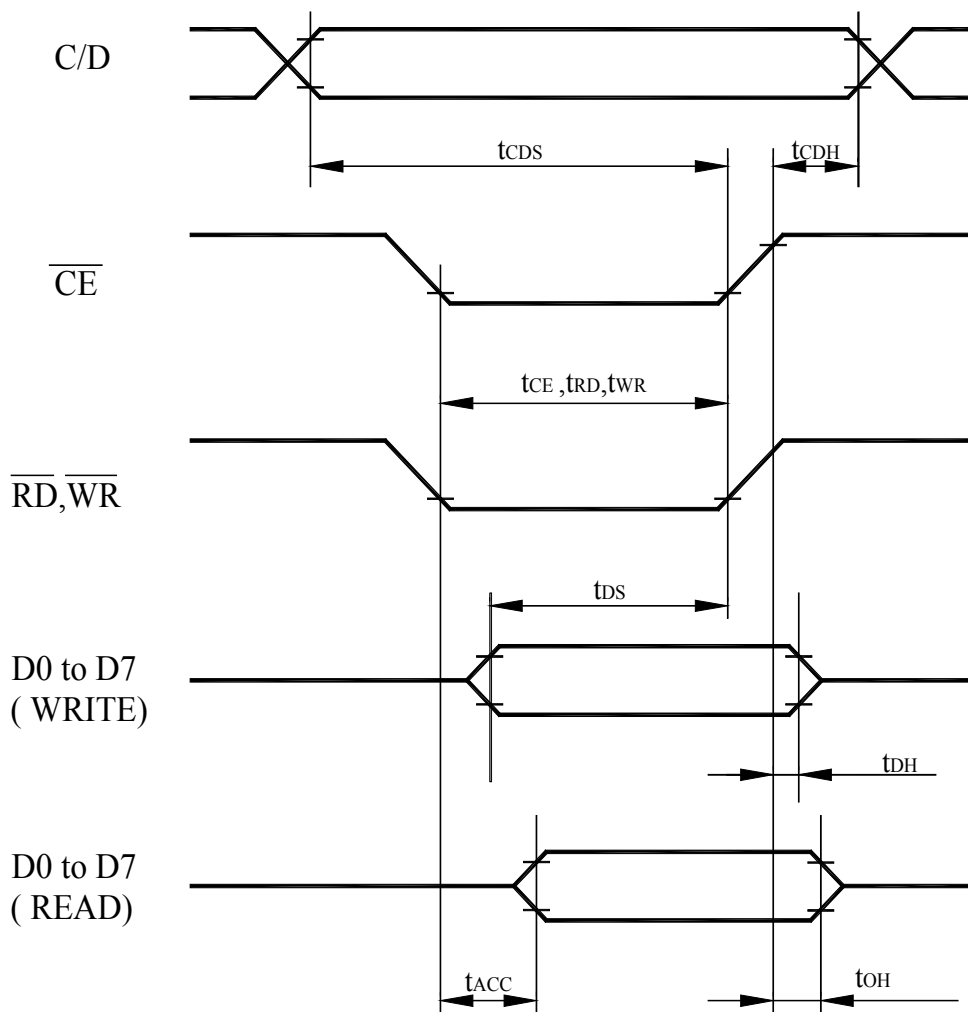 C/D
tCDS
tCDH
CE
tCE ,tRD,tWR
RD,WR
tDS
D0 to D7
( WRITE)
tDH
D0 to D7
( READ)
tACC
tOH